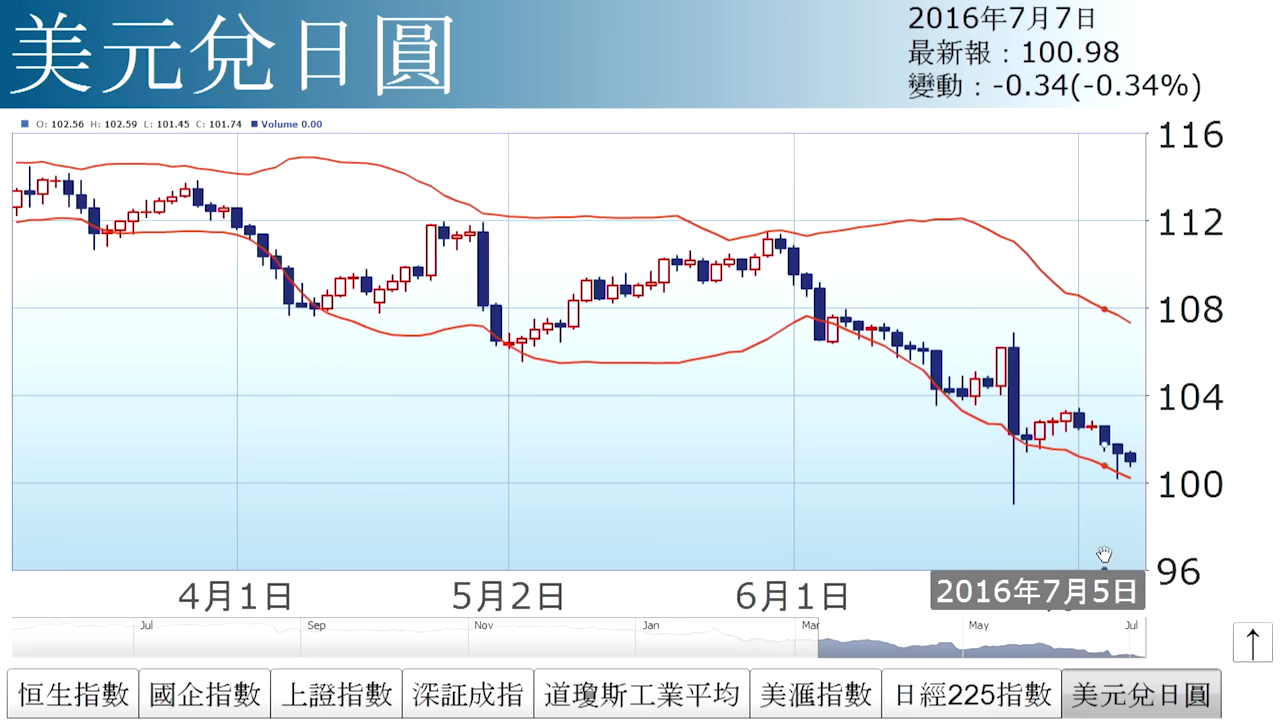 美元兌日圓
2016年7月7日
最新報：100.98
變動：-0.34(-0.34%)
O: 102.56 H: 102.59 L: 101.45 C: 101.74 Volume 0.00
116
112
108
104
100
96
4月1日 5月2日 6月1日 2016年7月5日
Jul Sep Nov Jan Mar May Jul
↑
恒生指數 國企指數 上證指數 深証成指 道瓊斯工業平均 美滙指數 日經225指數 美元兌日圓